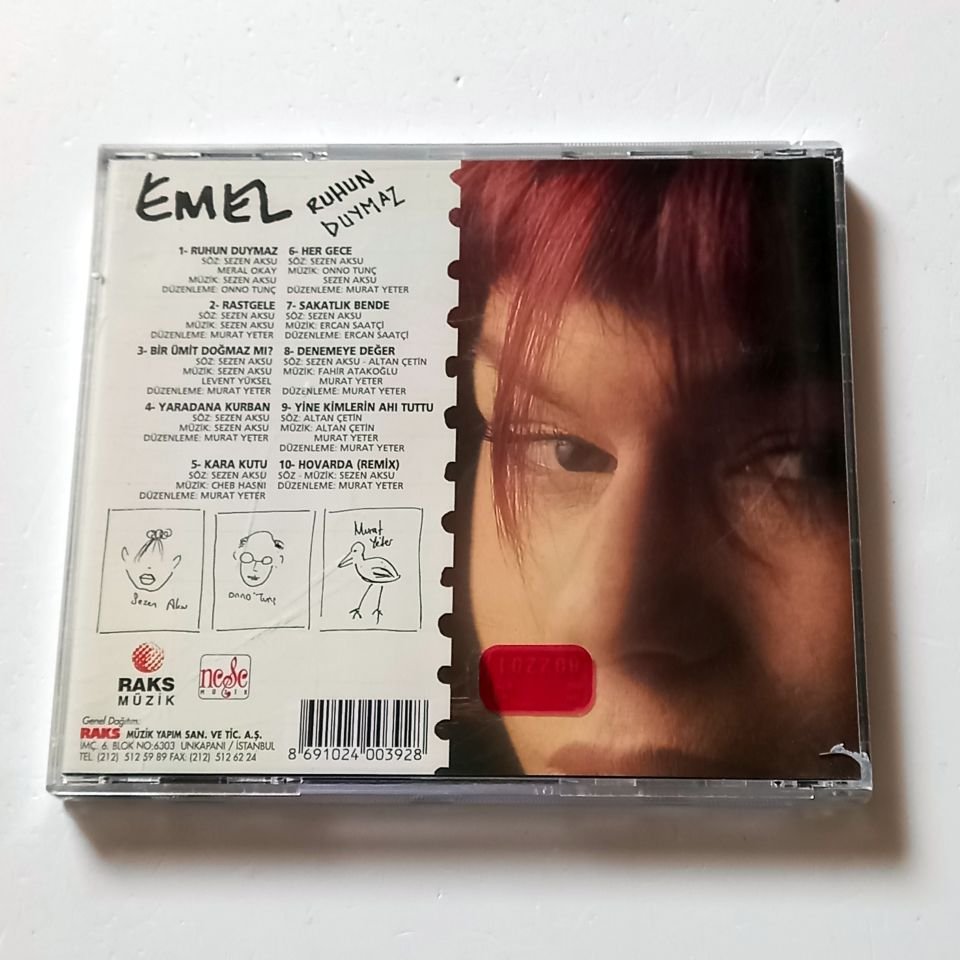 EMEL
RUHUN
DUYMAZ
1- RUHUN DUYMAZ
SÖZ: SEZEN AKSU
MERAL OKAY
MÜZİK: SEZEN AKSU
DÜZENLEME: ONNO TUNÇ
2- RASTGELE
SÖZ: SEZEN AKSU
MÜZİK: SEZEN AKSU
DÜZENLEME: MURAT YETER
3- BİR ÜMİT DOĞMAZ MI?
SÖZ: SEZEN AKSU
MÜZİK: SEZEN AKSU
LEVENT YÜKSEL
DÜZENLEME: MURAT YETER
4- YARADANA KURBAN
SÖZ: SEZEN AKSU
MÜZİK: SEZEN AKSU
DÜZENLEME: MURAT YETER
5- KARA KUTU
SÖZ: SEZEN AKSU
MÜZİK: CHEB HASNI
DÜZENLEME: MURAT YETER
6- HER GECE
SÖZ: SEZEN AKSU
MÜZİK: ONNO TUNÇ
SEZEN AKSU
DÜZENLEME: MURAT YETER
7- SAKATLIK BENDE
SÖZ: SEZEN AKSU
MÜZİK: ERCAN SAATÇİ
DÜZENLEME: ERCAN SAATÇİ
8- DENEMEYE DEĞER
SÖZ: SEZEN AKSU - ALTAN ÇETİN
MÜZİK: FAHİR ATAKOĞLU
MURAT YETER
DÜZENLEME: MURAT YETER
9- YİNE KİMLERİN AHI TUTTU
SÖZ: ALTAN ÇETİN
MÜZİK: ALTAN ÇETİN
MURAT YETER
DÜZENLEME: MURAT YETER
10- HOVARDA (REMIX)
SÖZ - MÜZİK: SEZEN AKSU
DÜZENLEME: MURAT YETER
Sezen Aksu
Onno Tunç
Murat
Yeter
RAKS
MÜZİK
neşe
MÜZİK
Genel Dağıtım:
RAKS MÜZİK YAPIM SAN. VE TİC. A.Ş.
İMÇ. 6. BLOK NO:6303 UNKAPANI / İSTANBUL
TEL: (212) 512 59 89 FAX: (212) 512 62 24
8 691024 003928